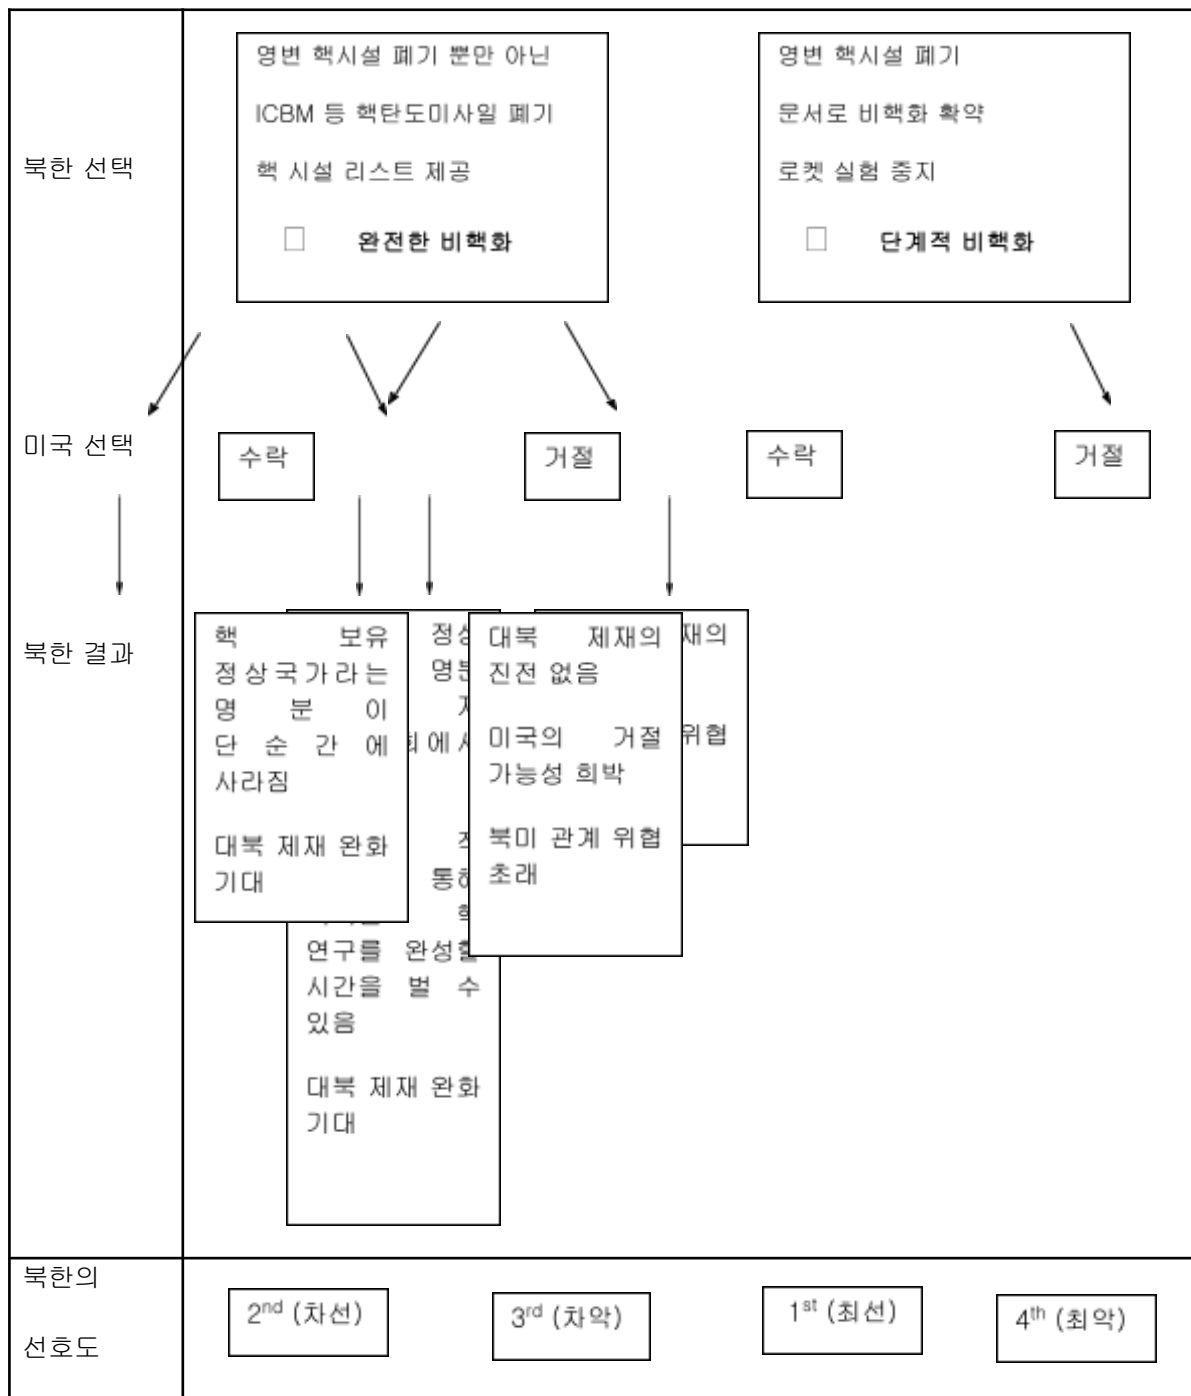 북한 선택
영변 핵시설 폐기 뿐만 아닌
ICBM 등 핵탄도미사일 폐기
핵 시설 리스트 제공
완전한 비핵화
영변 핵시설 폐기
문서로 비핵화 확약
로켓 실험 중지
단계적 비핵화
미국 선택
수락
거절
수락
거절
북한 결과
핵 보유
정상국가라는
명분이
단 순간에
사라짐
대북 제재 완화
기대
연구를 완성할
시간을 벌 수
있음
대북 제재 완화
기대
대북 제재의
진전 없음
미국의 거절
가능성 희박
북미 관계 위협
초래
위협
북한의
선호도
2nd (차선)
3rd (차악)
1st (최선)
4th (최악)